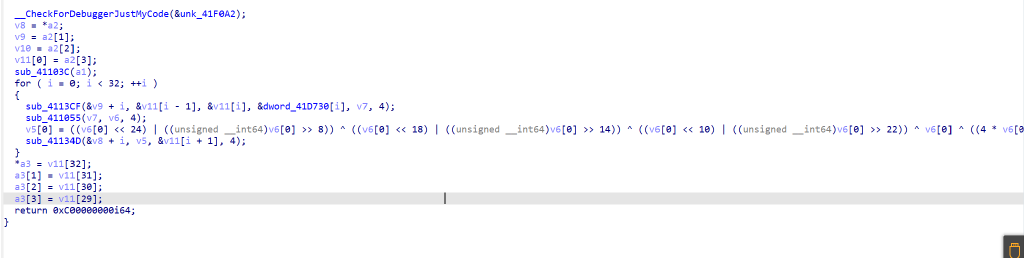 __CheckForDebuggerJustMyCode(&unk_41F0A2);
v8 = *a2;
v9 = a2[1];
v10 = a2[2];
v11[0] = a2[3];
sub_41103C(a1);
for ( i = 0; i < 32; ++i )
{
sub_4113CF(&v9 + i, &v11[i - 1], &v11[i], &dword_41D730[i], v7, 4);
sub_411055(v7, v6, 4);
v5[0] = ((v6[0] << 24) | ((unsigned __int64)v6[0] >> 8)) ^ ((v6[0] << 18) | ((unsigned __int64)v6[0] >> 14)) ^ ((v6[0] << 10) | ((unsigned __int64)v6[0] >> 22)) ^ v6[0] ^ ((4 * v6[0
sub_41134D(&v8 + i, v5, &v11[i + 1], 4);
}
*a3 = v11[32];
a3[1] = v11[31];
a3[2] = v11[30];
a3[3] = v11[29];
return 0xC00000000i64;
}